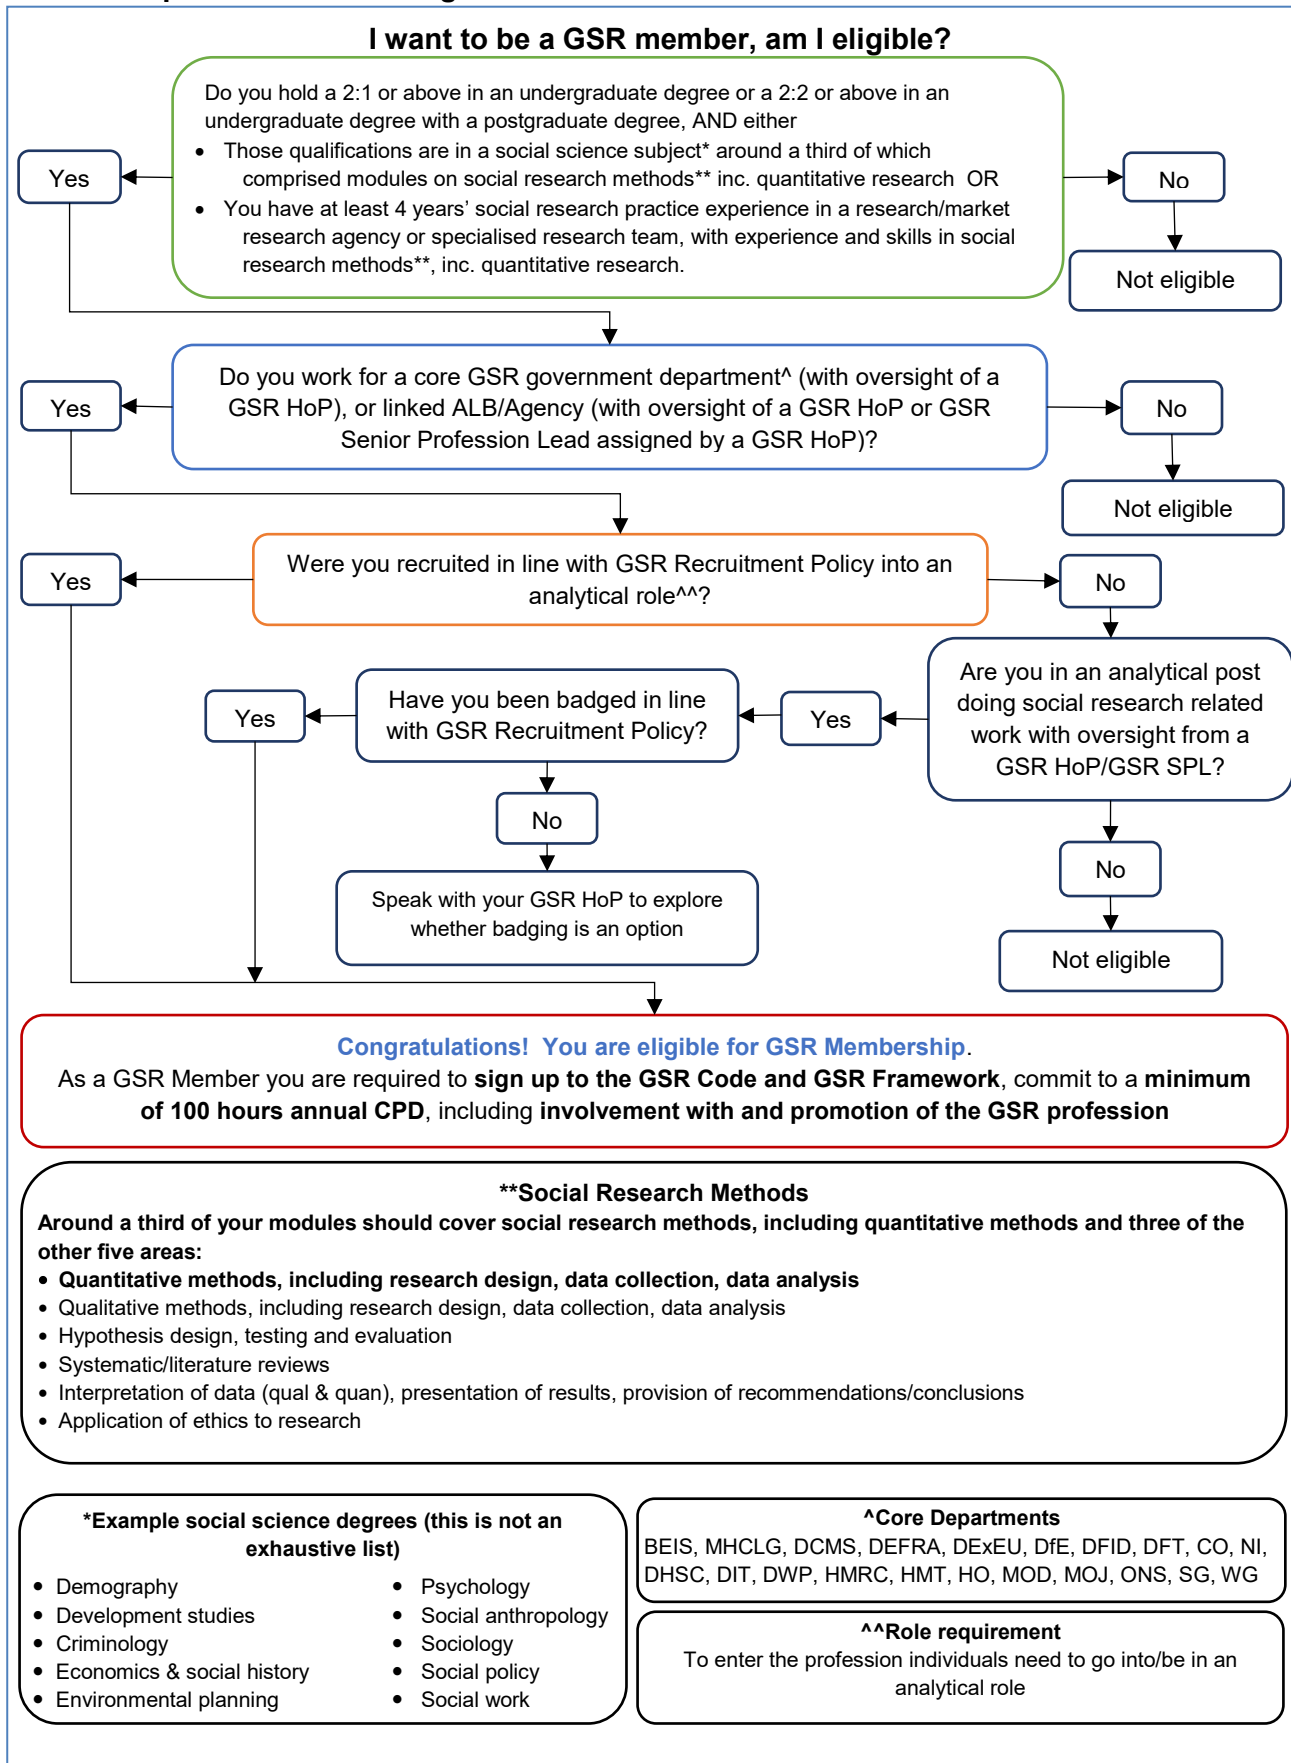 I want to be a GSR member, am I eligible?
Do you hold a 2:1 or above in an undergraduate degree or a 2:2 or above in an
undergraduate degree with a postgraduate degree, AND either
• Those qualifications are in a social science subject* around a third of which
comprised modules on social research methods** inc. quantitative research OR
• You have at least 4 years' social research practice experience in a research/market
research agency or specialised research team, with experience and skills in social
research methods**, inc. quantitative research.
Yes
No
Not eligible
Do you work for a core GSR government department^ (with oversight of a
GSR HoP), or linked ALB/Agency (with oversight of a GSR HoP or GSR
Senior Profession Lead assigned by a GSR HoP)?
Yes
No
Not eligible
Were you recruited in line with GSR Recruitment Policy into an
analytical role^^?
Yes
No
Are you in an analytical post
doing social research related
work with oversight from a
GSR HoP/GSR SPL?
Yes
Have you been badged in line
with GSR Recruitment Policy?
Yes
No
Speak with your GSR HoP to explore
whether badging is an option
No
Not eligible
Congratulations! You are eligible for GSR Membership.
As a GSR Member you are required to sign up to the GSR Code and GSR Framework, commit to a minimum
of 100 hours annual CPD, including involvement with and promotion of the GSR profession
**Social Research Methods
Around a third of your modules should cover social research methods, including quantitative methods and three of the
other five areas:
• Quantitative methods, including research design, data collection, data analysis
• Qualitative methods, including research design, data collection, data analysis
• Hypothesis design, testing and evaluation
• Systematic/literature reviews
• Interpretation of data (qual & quan), presentation of results, provision of recommendations/conclusions
• Application of ethics to research
*Example social science degrees (this is not an
exhaustive list)
• Demography
• Development studies
• Criminology
• Economics & social history
• Environmental planning
• Psychology
• Social anthropology
• Sociology
• Social policy
• Social work
^Core Departments
BEIS, MHCLG, DCMS, DEFRA, DExEU, DfE, DFID, DFT, CO, NI,
DHSC, DIT, DWP, HMRC, HMT, HO, MOD, MOJ, ONS, SG, WG
^^Role requirement
To enter the profession individuals need to go into/be in an
analytical role